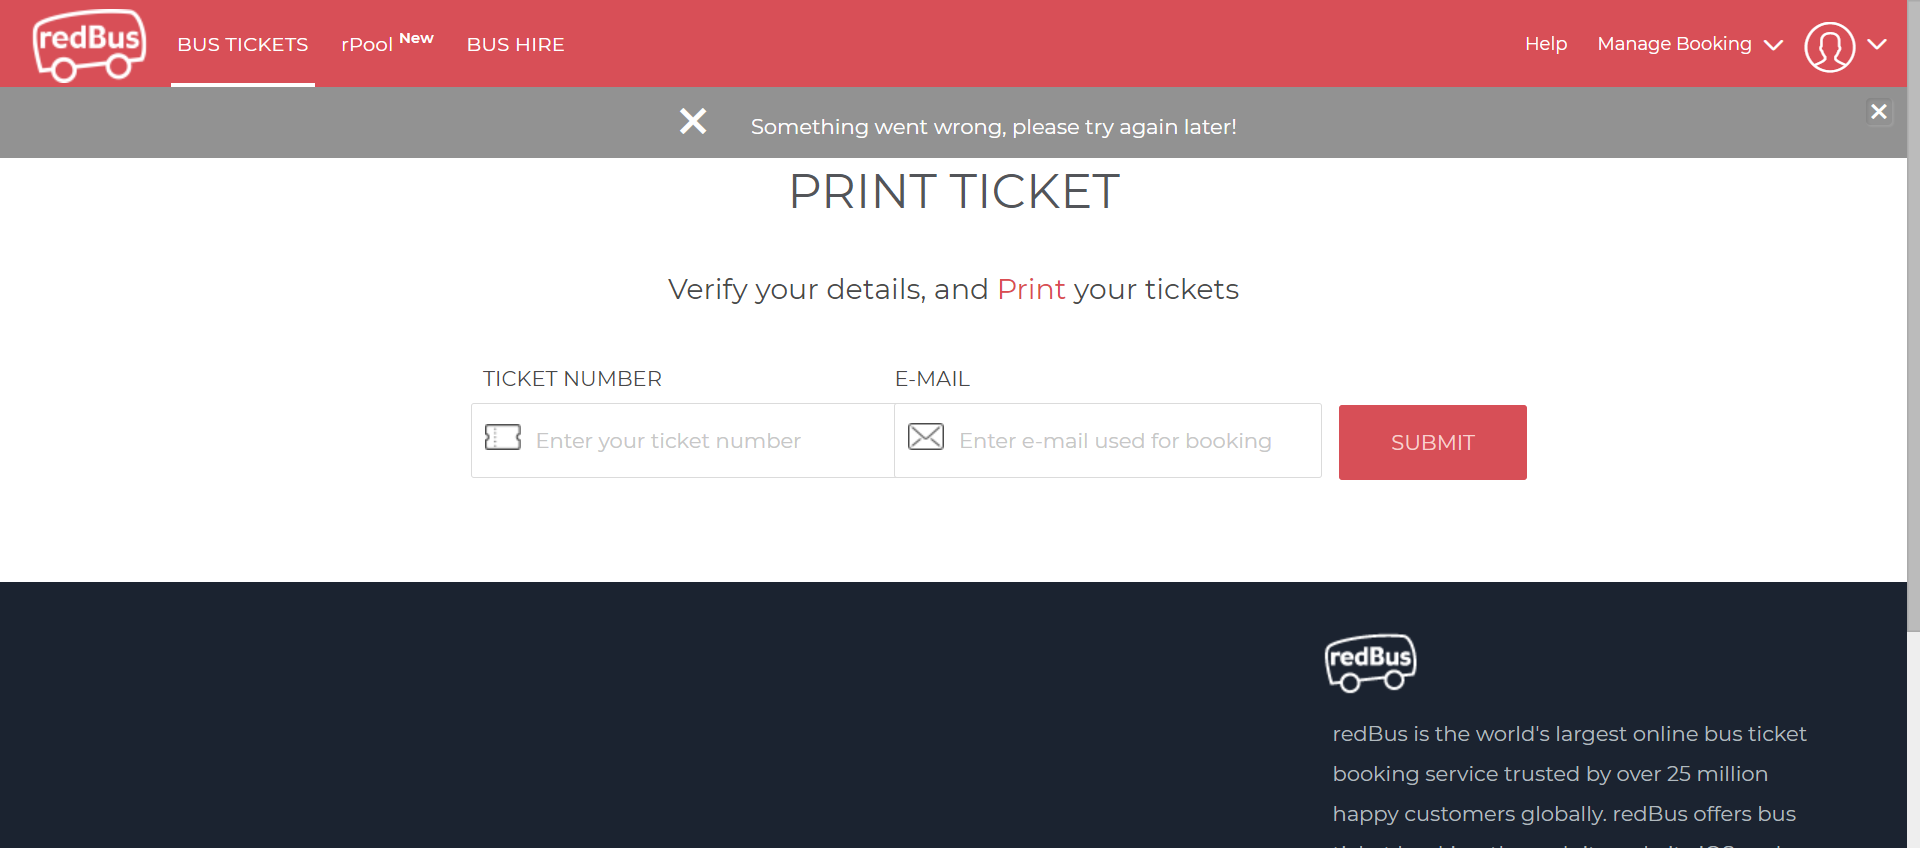 redBus BUS TICKETS rPool New BUS HIRE Help Manage Booking
Something went wrong, please try again later!
PRINT TICKET
Verify your details, and Print your tickets
TICKET NUMBER E-MAIL
Enter your ticket number Enter e-mail used for booking SUBMIT
redBus
redBus is the world's largest online bus ticket
booking service trusted by over 25 million
happy customers globally. redBus offers bus